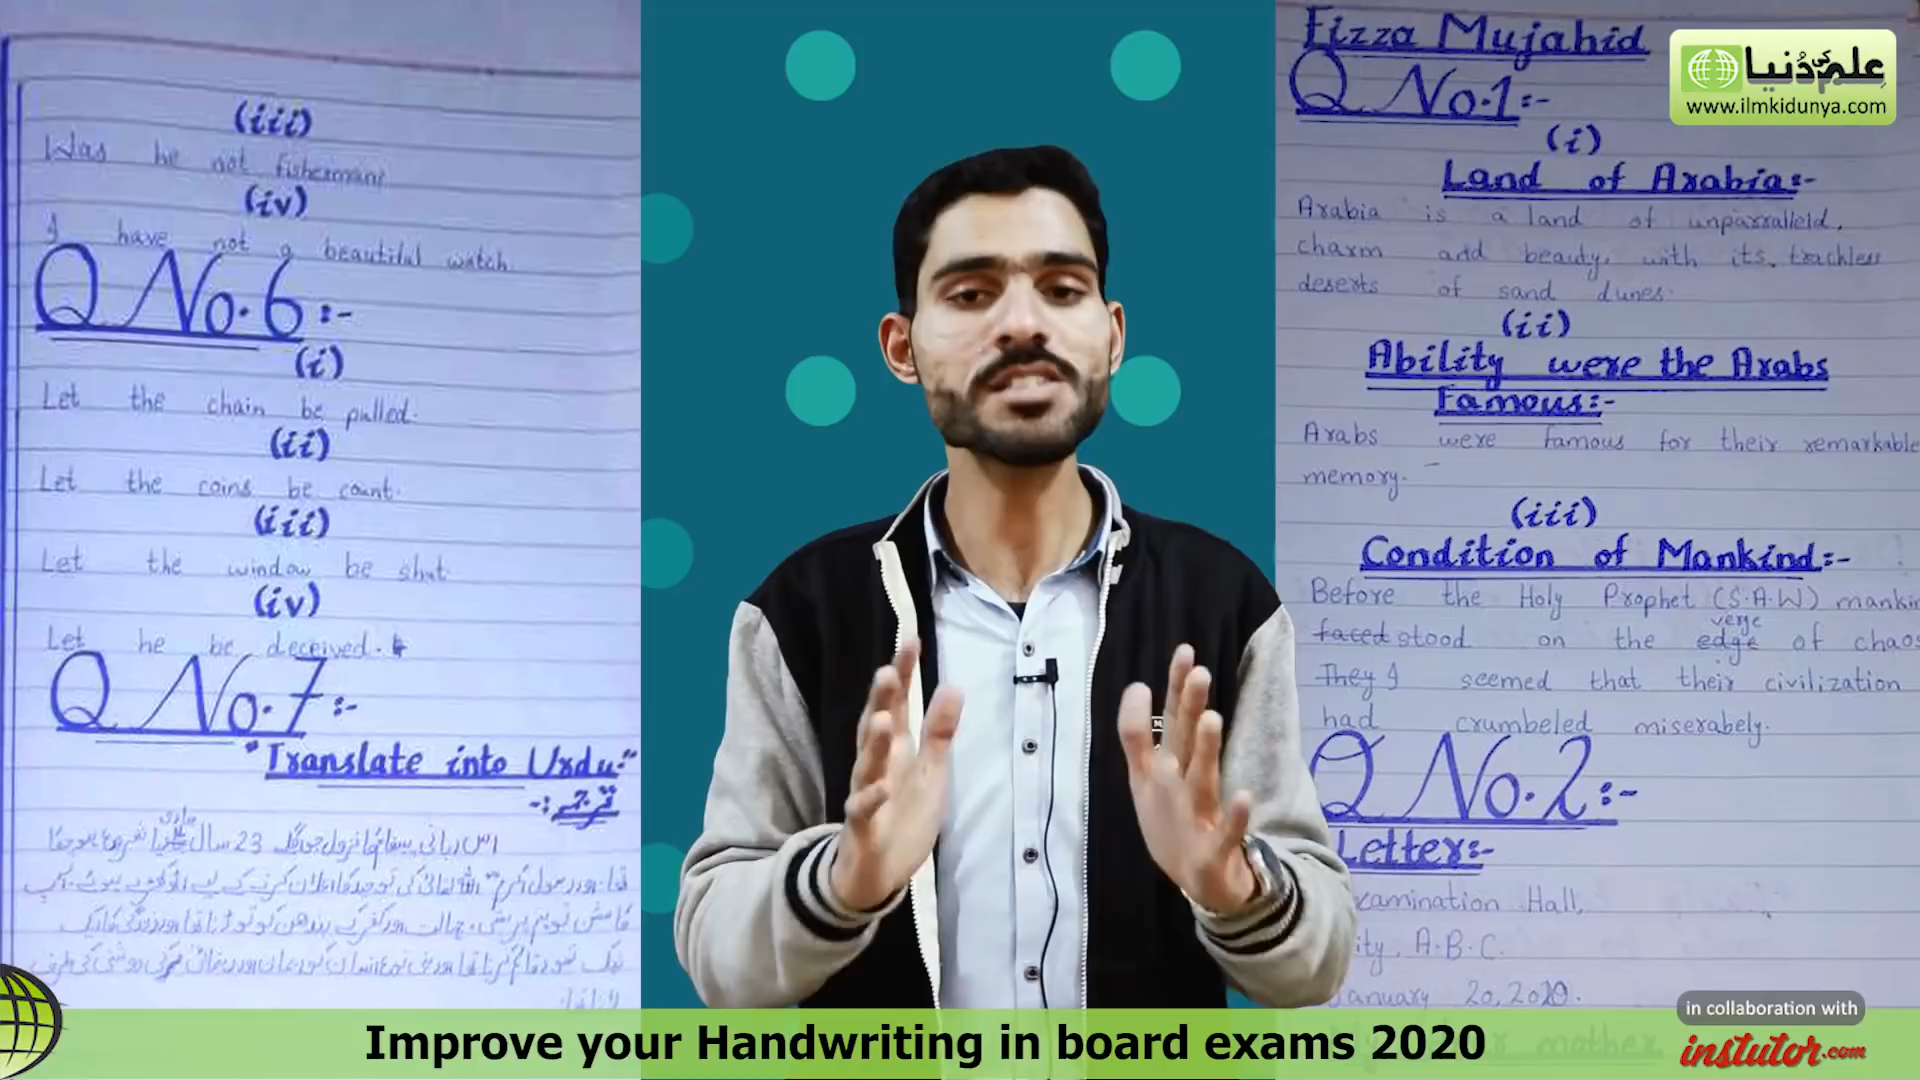 (iii)
Was he not fisherman?
(iv)
I have not a beautiful watch.
Q No.6:-
(i)
Let the chain be pulled.
(ii)
Let the coins be count.
(iii)
Let the window be shut
(iv)
Let he be deceived.
Q No.7:-
"Translate into Urdu:"
ترجمہ:-
Fizza Mujahid
Q No.1:-
(i)
Land of Arabia:-
Arabia is a land of unparralleld,
charm and beauty, with its trackless
deserts of sand dunes.
(ii)
Ability were the Arabs
Famous:-
Arabs were famous for their remarkable
memory.
(iii)
Condition of Mankind:-
Before the Holy Prophet (S.A.W) mankin
faced stood on the edge verge of chaos
They I seemed that their civilization
had crumbeled miserabely.
Q No.2:-
Letter:-
xamination Hall,
ity, A.B.C.
January 20, 2020.
علم کی دُنیا
www.ilmkidunya.com
Improve your Handwriting in board exams 2020
in collaboration with
instutor.com